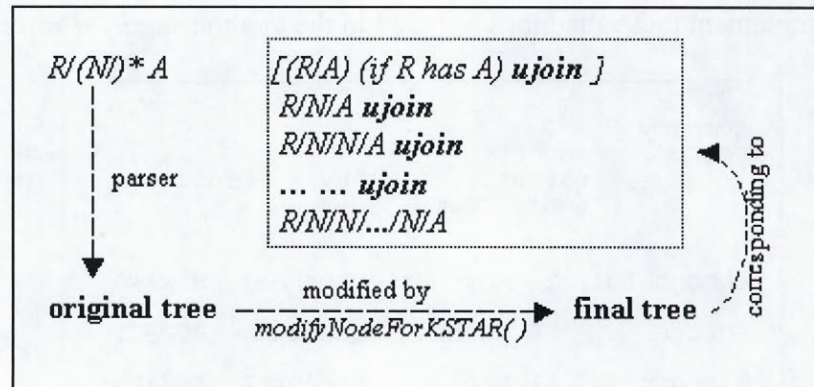 R/(N/)* A
[(R/A) (if R has A) ujoin ]
R/N/A ujoin
R/N/N/A ujoin
........ ujoin
R/N/N/.../N/A
parser
corresponding to
original tree
modified by
modifyNodeForKSTAR()
final tree